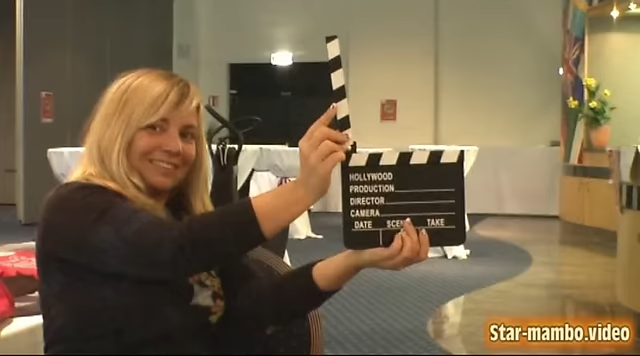 HOLLYWOOD
PRODUCTION
DIRECTOR
CAMERA
DATE SCENE TAKE
Star-mambo.video